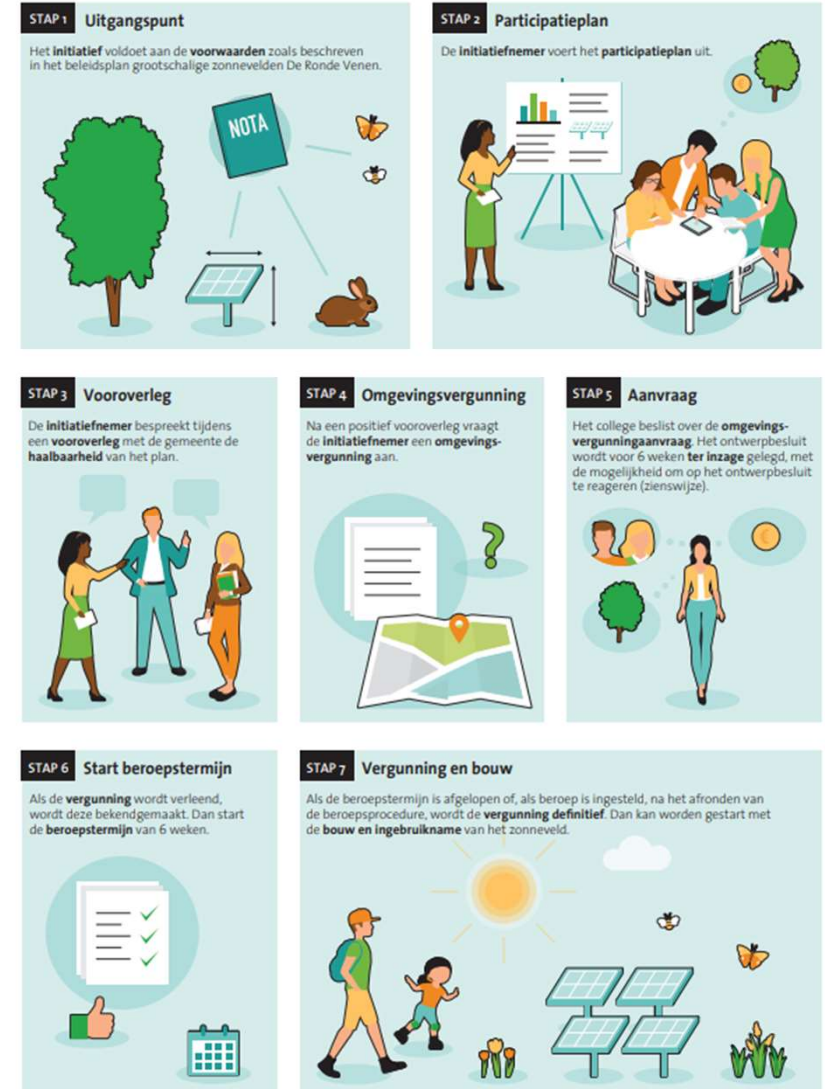 STAP 1 Uitgangspunt
Het initiatief voldoet aan de voorwaarden zoals beschreven
in het beleidsplan grootschalige zonnevelden De Ronde Venen.
NOTA
STAP 2 Participatieplan
De initiatiefnemer voert het participatieplan uit.
STAP 3 Vooroverleg
De initiatiefnemer bespreekt tijdens
een vooroverleg met de gemeente de
haalbaarheid van het plan.
STAP 4 Omgevingsvergunning
Na een positief vooroverleg vraagt
de initiatiefnemer een omgevings-
vergunning aan.
?
STAP 5 Aanvraag
Het college beslist over de omgevings-
vergunningaanvraag. Het ontwerpbesluit
wordt voor 6 weken ter inzage gelegd, met
de mogelijkheid om op het ontwerpbesluit
te reageren (zienswijze).
STAP 6 Start beroepstermijn
Als de vergunning wordt verleend,
wordt deze bekendgemaakt. Dan start
de beroepstermijn van 6 weken.
STAP 7 Vergunning en bouw
Als de beroepstermijn is afgelopen of, als beroep is ingesteld, na het afronden van
de beroepsprocedure, wordt de vergunning definitief. Dan kan worden gestart met
de bouw en ingebruikname van het zonneveld.